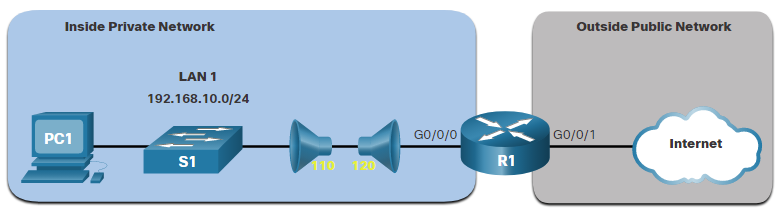 Inside Private Network
Outside Public Network
LAN 1
192.168.10.0/24
PC1
S1
110
120
G0/0/0
R1
G0/0/1
Internet